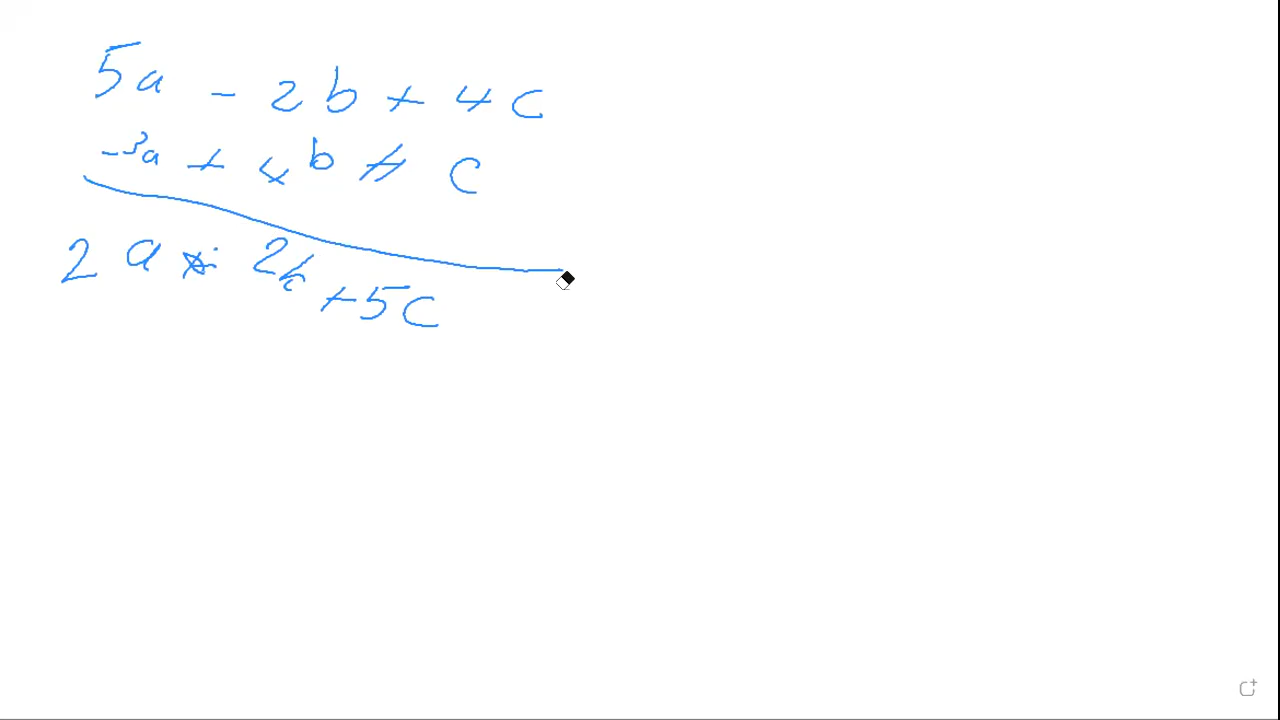 5a - 2b + 4c
-3a + 4b + c
2a 2b + 5c